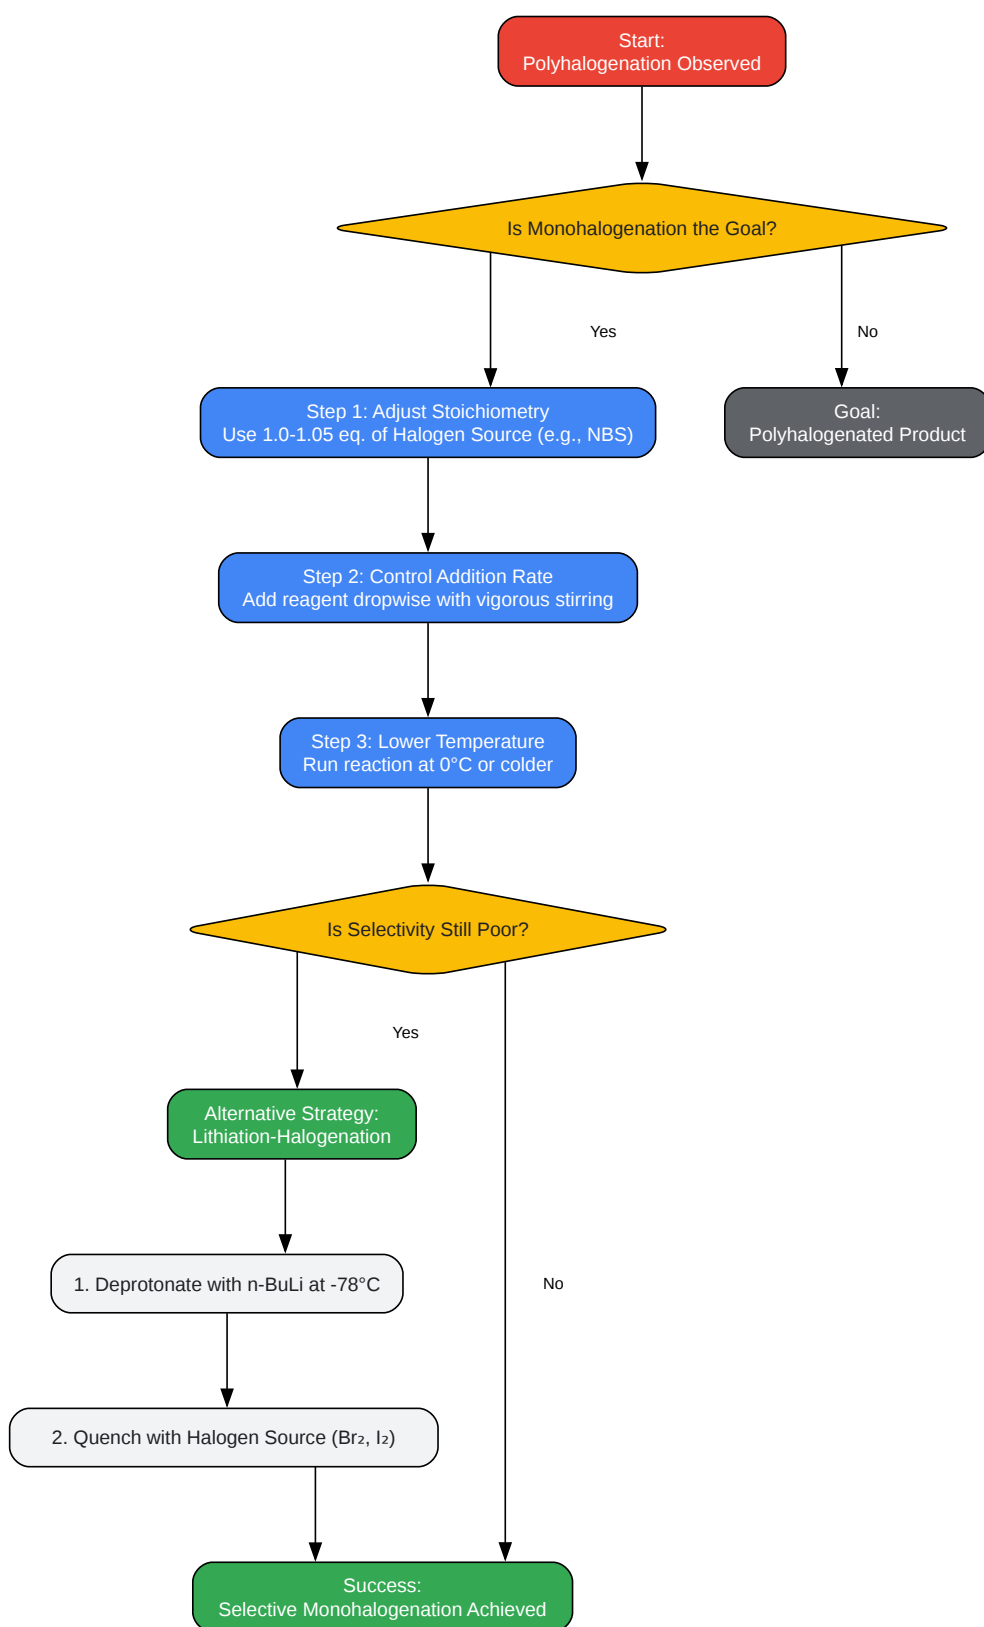 Start:
Polyhalogenation Observed
Is Monohalogenation the Goal?
Yes
No
Step 1: Adjust Stoichiometry
Use 1.0-1.05 eq. of Halogen Source (e.g., NBS)
Goal:
Polyhalogenated Product
Step 2: Control Addition Rate
Add reagent dropwise with vigorous stirring
Step 3: Lower Temperature
Run reaction at 0°C or colder
Is Selectivity Still Poor?
Yes
Alternative Strategy:
Lithiation-Halogenation
1. Deprotonate with n-BuLi at -78°C
No
2. Quench with Halogen Source (Br₂, I₂)
Success:
Selective Monohalogenation Achieved